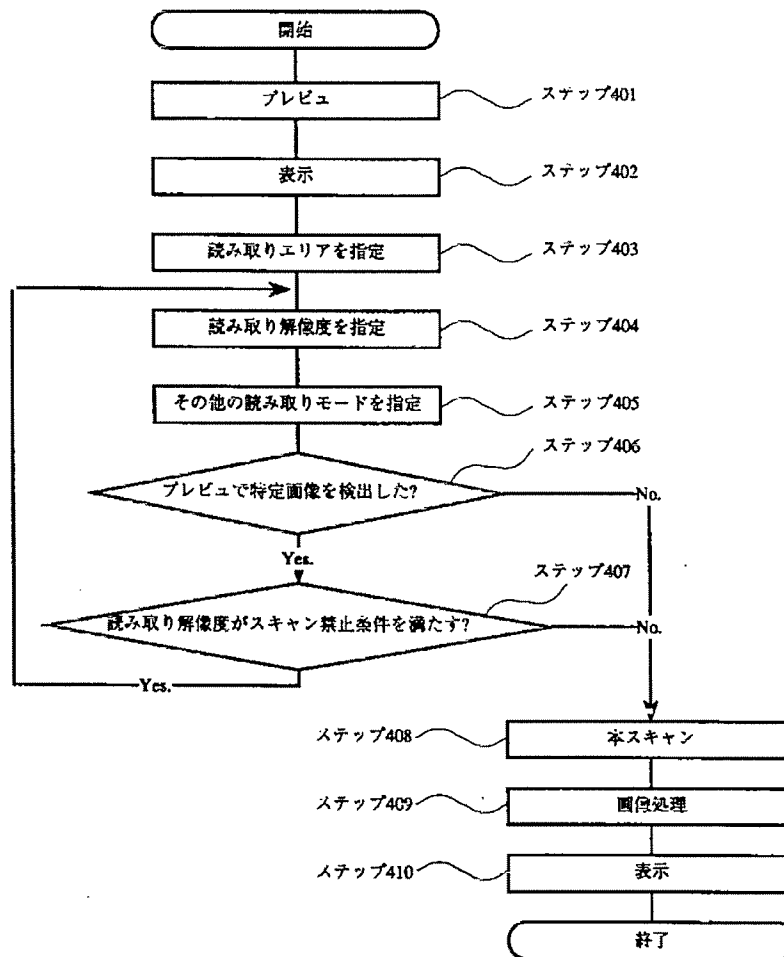 開始
プレビュ
ステップ401
表示
ステップ402
読み取りエリアを指定
ステップ403
読み取り解像度を指定
ステップ404
その他の読み取りモードを指定
ステップ405
ステップ406
プレビュで特定画像を検出した?
No.
Yes.
ステップ407
読み取り解像度がスキャン禁止条件を満たす?
No.
Yes.
ステップ408
本スキャン
ステップ409
画像処理
ステップ410
表示
終了